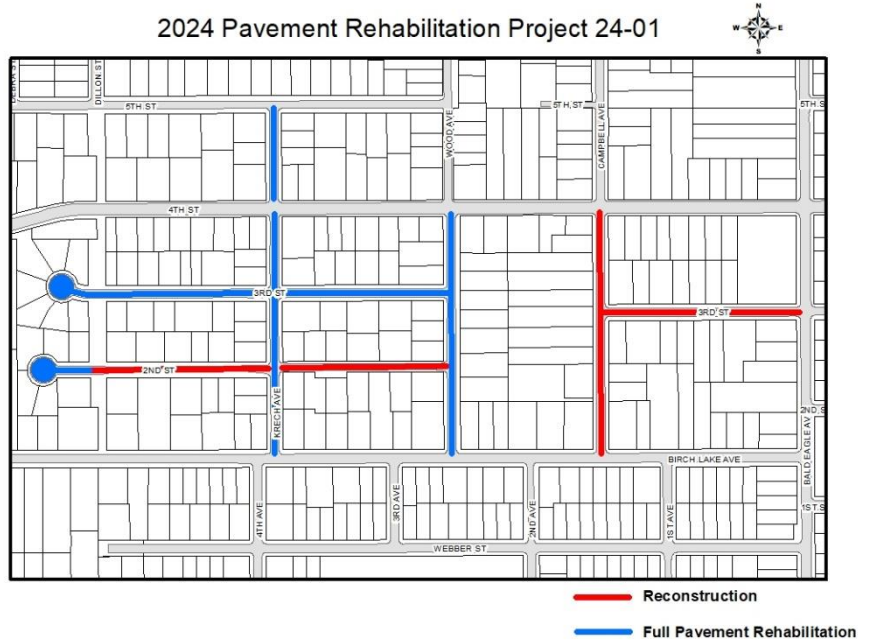 2024 Pavement Rehabilitation Project 24-01
N
W E
S
DILLON ST
5TH ST
WOOD AVE
5TH ST
CAMPBELL AVE
5TH S
4TH ST
3RD ST
3RD ST
2ND ST
KRECH AVE
2ND S
BALD EAGLE AV
BIRCH LAKE AVE
4TH AVE
3RD AVE
2ND AVE
1ST AVE
1ST S
WEBBER ST
Reconstruction
Full Pavement Rehabilitation